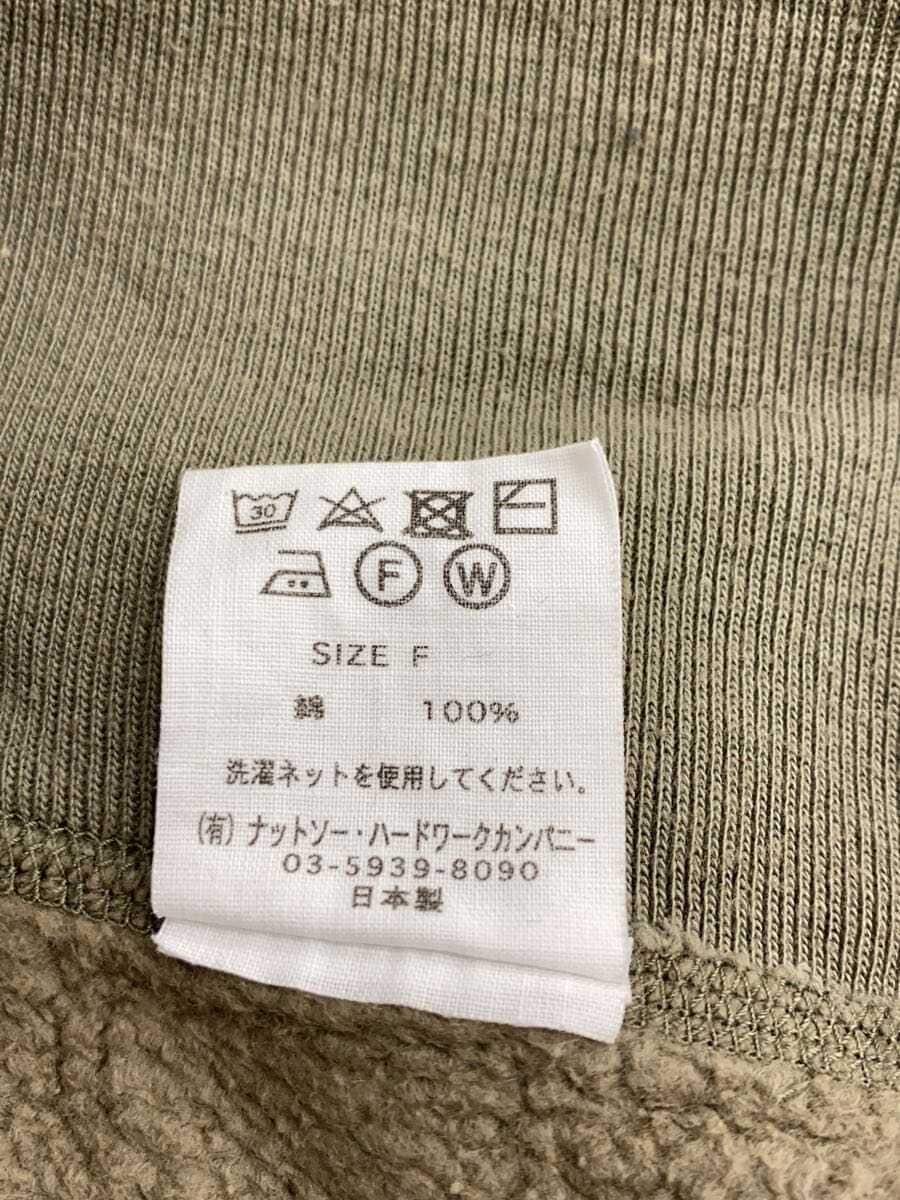 30
F W
SIZE F
綿 100%
洗濯ネットを使用してください。
(有) ナットソー・ハードワークカンパニー
03-5939-8090
日本製